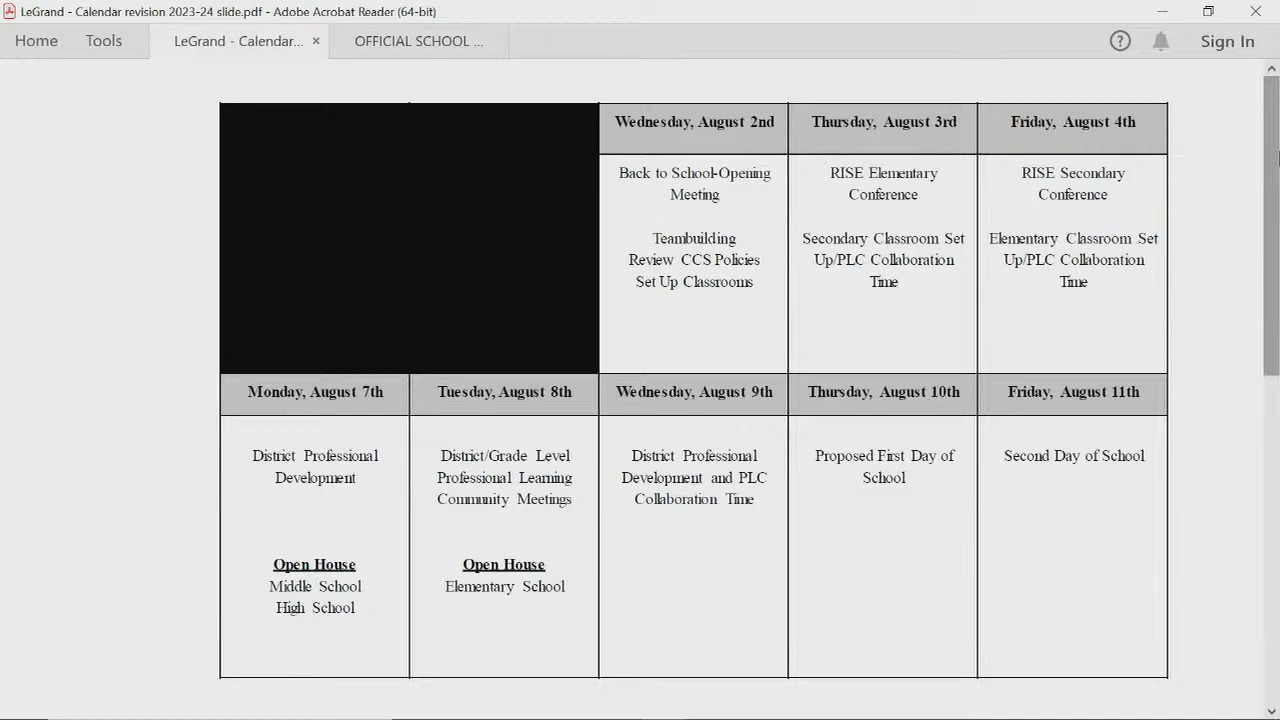 LeGrand - Calendar revision 2023-24 slide.pdf - Adobe Acrobat Reader (64-bit)
Home Tools LeGrand - Calendar... × OFFICIAL SCHOOL ... Sign In
Wednesday, August 2nd
Back to School-Opening
Meeting
Teambuilding
Review CCS Policies
Set Up Classrooms
Thursday, August 3rd
RISE Elementary
Conference
Secondary Classroom Set
Up/PLC Collaboration
Time
Friday, August 4th
RISE Secondary
Conference
Elementary Classroom Set
Up/PLC Collaboration
Time
Monday, August 7th
District Professional
Development
Open House
Middle School
High School
Tuesday, August 8th
District/Grade Level
Professional Learning
Community Meetings
Open House
Elementary School
Wednesday, August 9th
District Professional
Development and PLC
Collaboration Time
Thursday, August 10th
Proposed First Day of
School
Friday, August 11th
Second Day of School